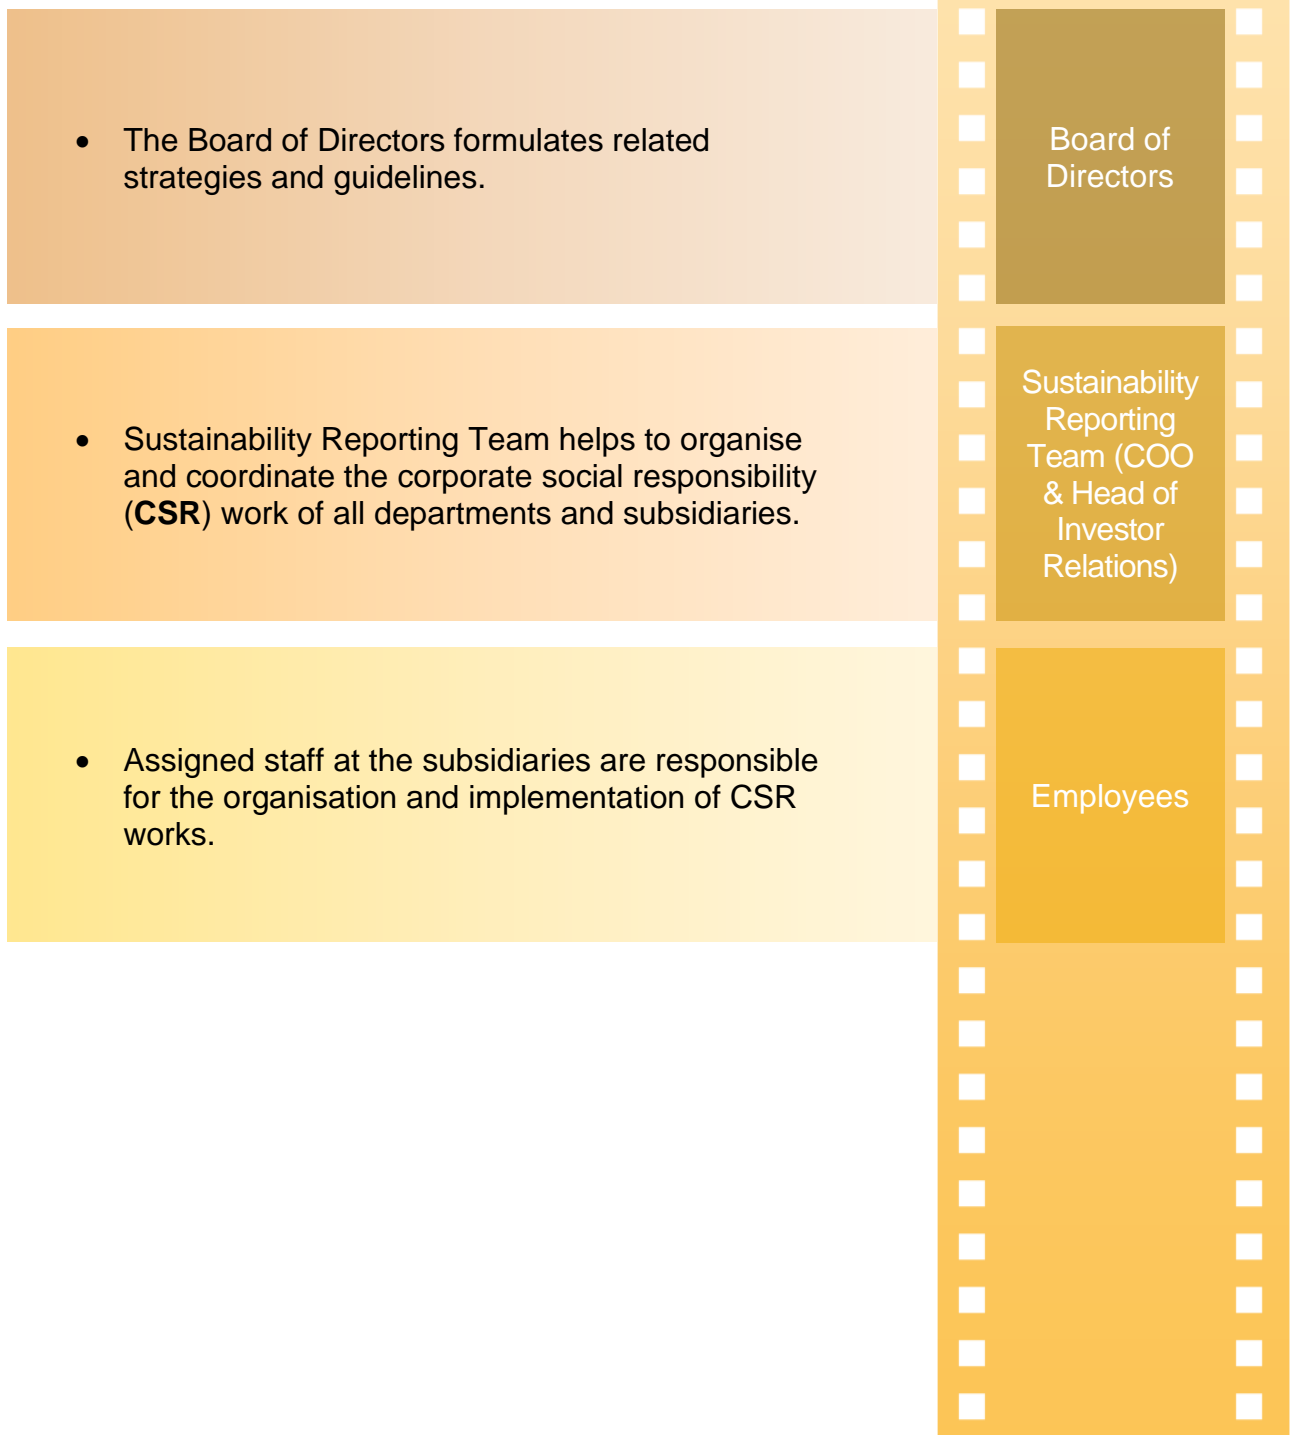 • The Board of Directors formulates related
strategies and guidelines.
Board of
Directors
• Sustainability Reporting Team helps to organise
and coordinate the corporate social responsibility
(CSR) work of all departments and subsidiaries.
Sustainability
Reporting
Team (COO
& Head of
Investor
Relations)
• Assigned staff at the subsidiaries are responsible
for the organisation and implementation of CSR
works.
Employees